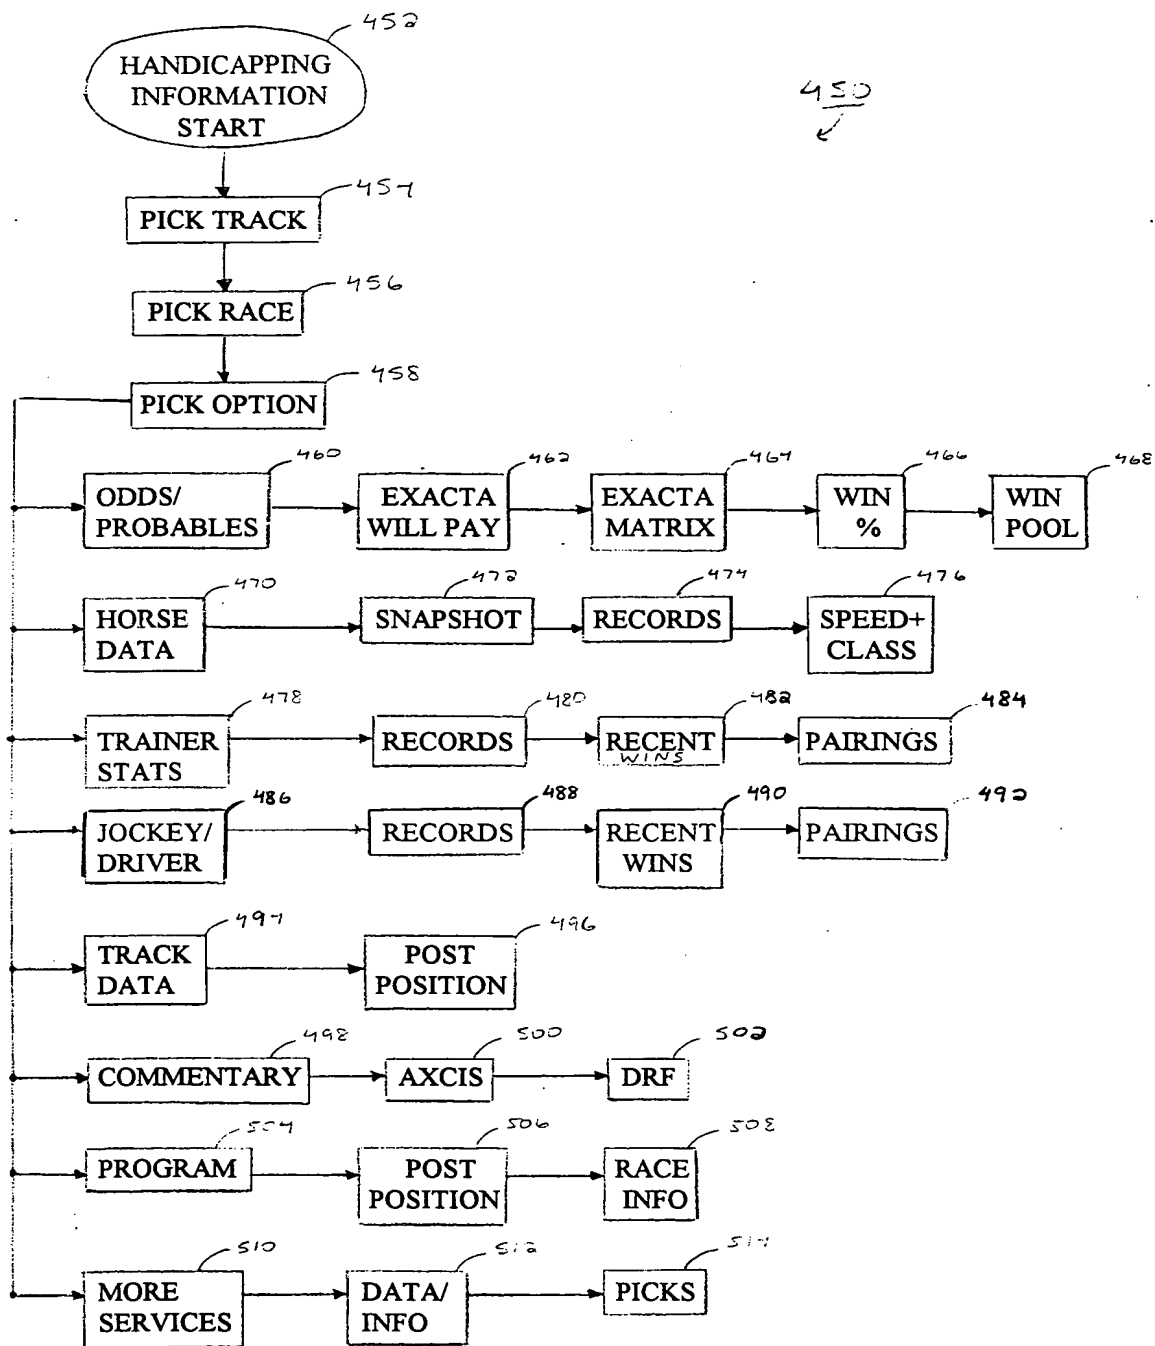 452
HANDICAPPING
INFORMATION
START
450
454
PICK TRACK
456
PICK RACE
458
PICK OPTION
460
462
464
466
468
ODDS/
PROBABLES
EXACTA
WILL PAY
EXACTA
MATRIX
WIN
%
WIN
POOL
470
472
474
476
HORSE
DATA
SNAPSHOT
RECORDS
SPEED+
CLASS
478
480
482
484
TRAINER
STATS
RECORDS
RECENT
WINS
PAIRINGS
486
488
490
492
JOCKEY/
DRIVER
RECORDS
RECENT
WINS
PAIRINGS
494
496
TRACK
DATA
POST
POSITION
498
500
502
COMMENTARY
AXCIS
DRF
504
506
508
PROGRAM
POST
POSITION
RACE
INFO
510
512
514
MORE
SERVICES
DATA/
INFO
PICKS